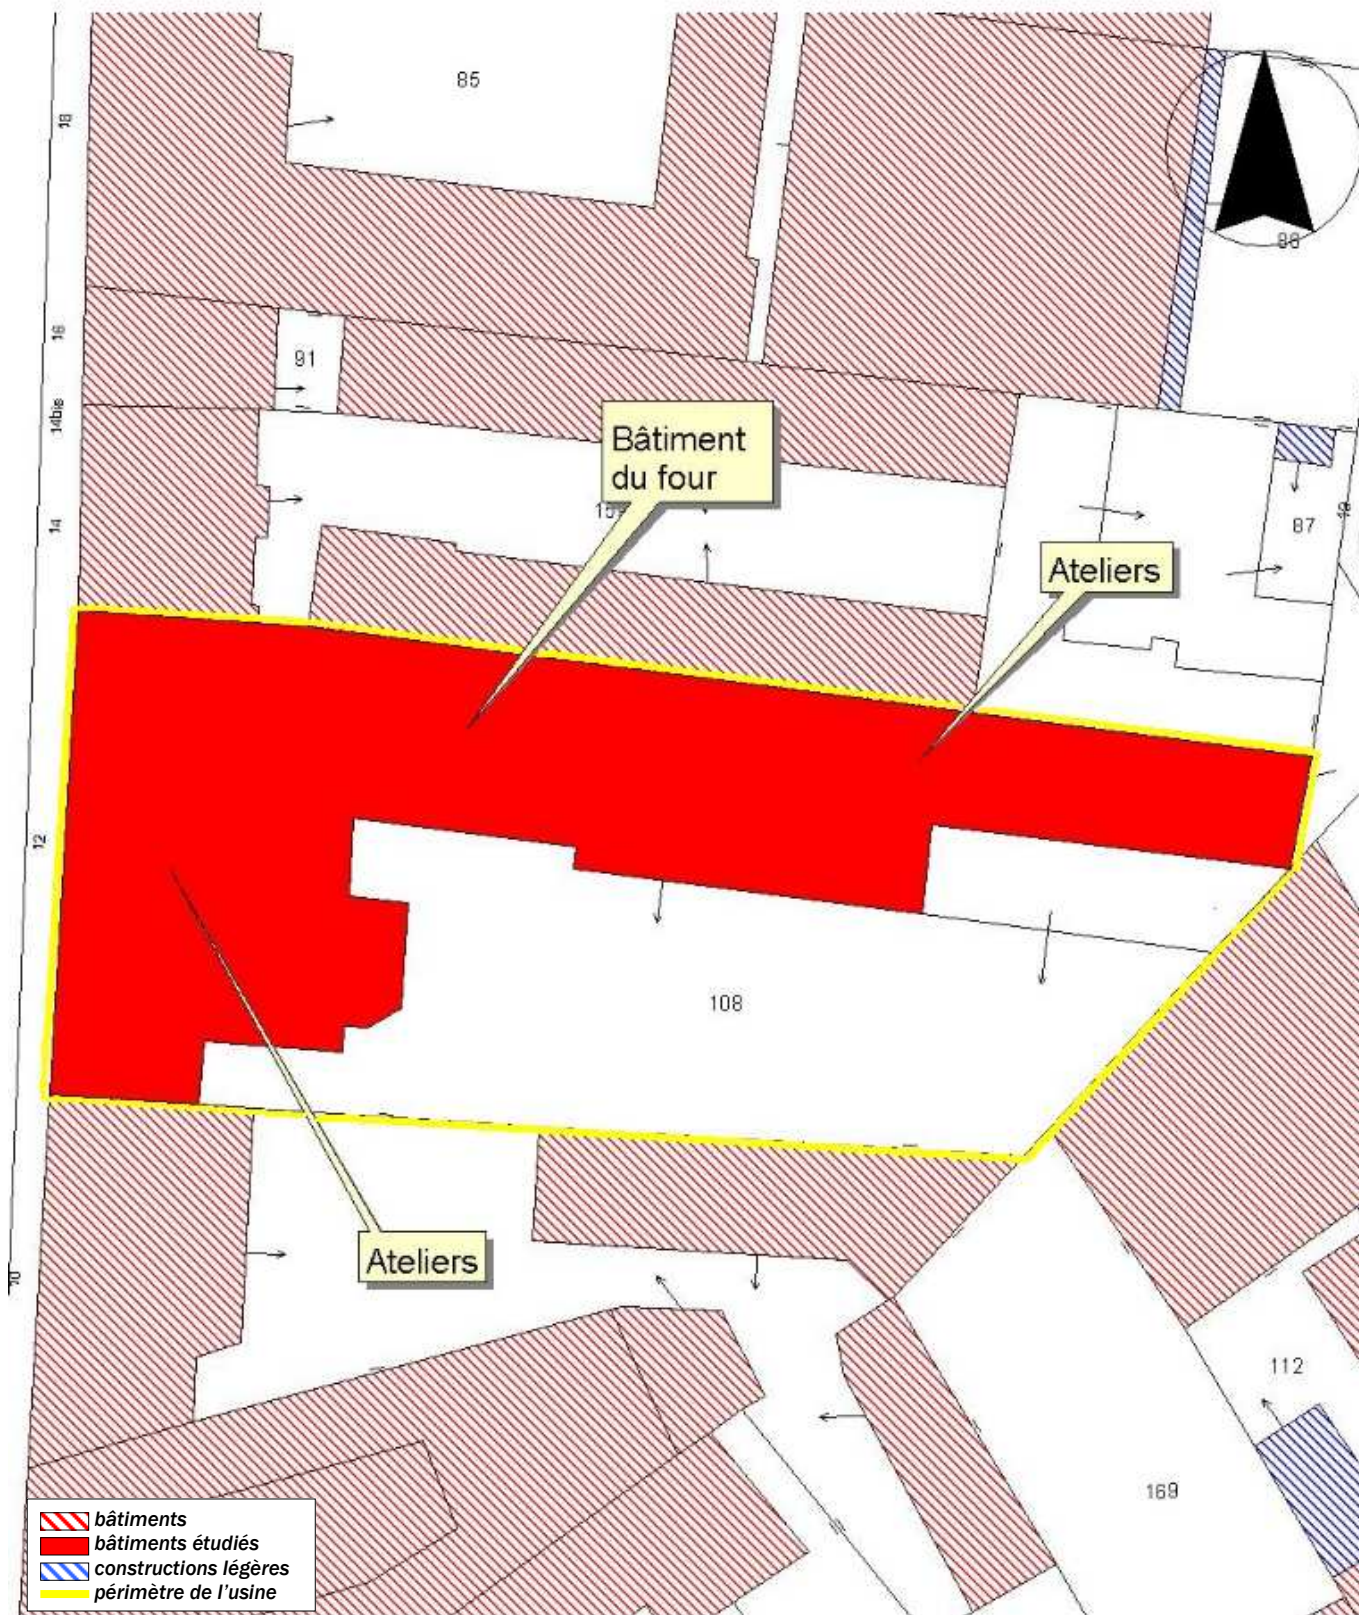 85
18
86
16
91
14bis
Bâtiment
du four
14
87
Ateliers
12
108
Ateliers
10
112
169
bâtiments
bâtiments étudiés
constructions légères
périmètre de l'usine